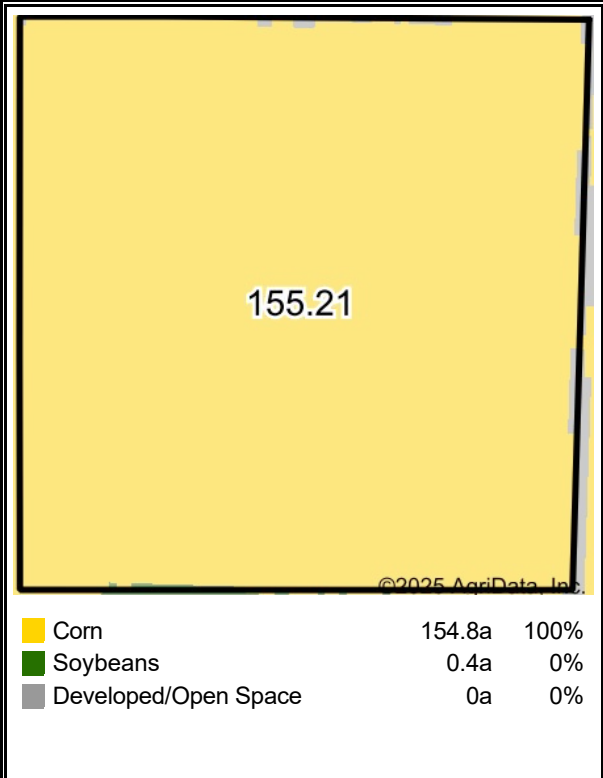 155.21
©2025 AgriData, Inc.
Corn 154.8a 100%
Soybeans 0.4a 0%
Developed/Open Space 0a 0%